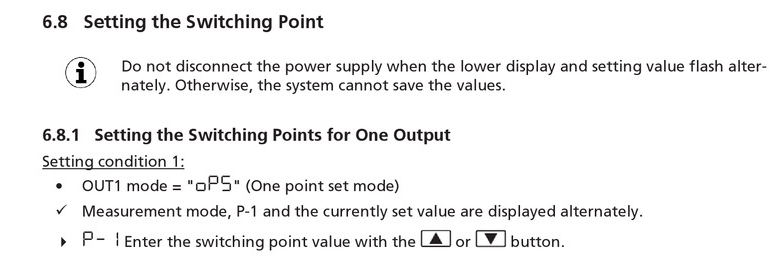 6.8 Setting the Switching Point
Do not disconnect the power supply when the lower display and setting value flash alter-
nately. Otherwise, the system cannot save the values.
6.8.1 Setting the Switching Points for One Output
Setting condition 1:
• OUT1 mode = "oPS" (One point set mode)
✓ Measurement mode, P-1 and the currently set value are displayed alternately.
▸ P-1 Enter the switching point value with the ▲ or ▼ button.